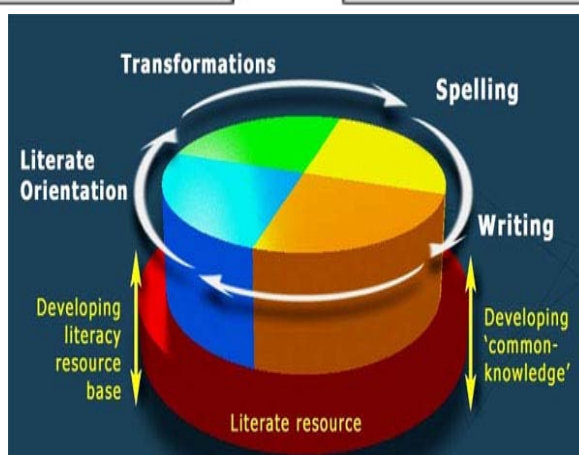 Transformations
Spelling
Literate
Orientation
Writing
Developing
literacy
resource
base
Developing
‘common-
knowledge’
Literate resource